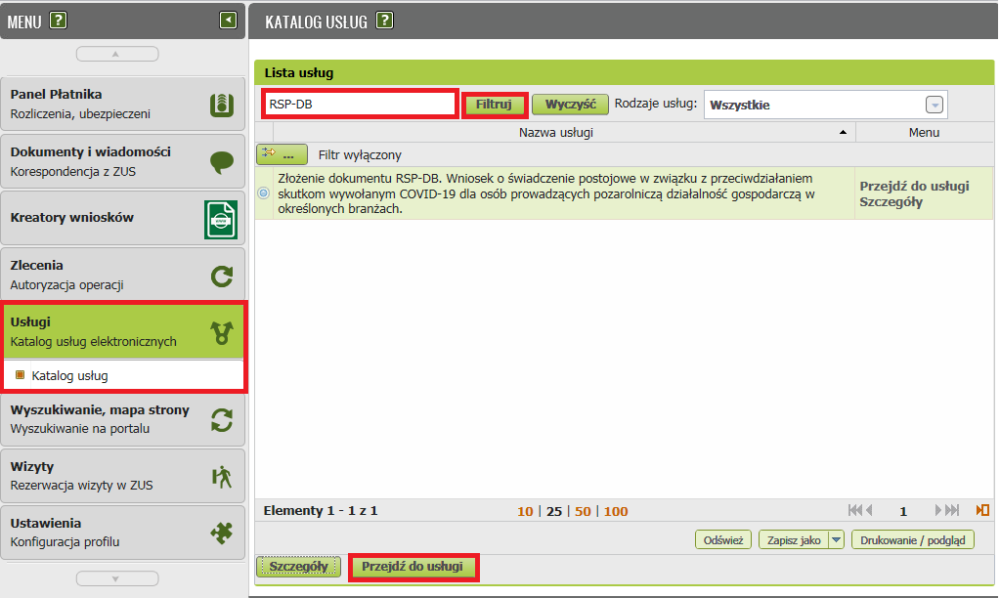 MENU ?
KATALOG USŁUG ?
Panel Płatnika
Rozliczenia, ubezpieczeni
Dokumenty i wiadomości
Korespondencja z ZUS
Kreatory wniosków
Zlecenia
Autoryzacja operacji
Usługi
Katalog usług elektronicznych
Katalog usług
Wyszukiwanie, mapa strony
Wyszukiwanie na portalu
Wizyty
Rezerwacja wizyty w ZUS
Ustawienia
Konfiguracja profilu
Lista usług
RSP-DB Filtruj Wyczyść Rodzaje usług: Wszystkie
Nazwa usługi Menu
... Filtr wyłączony
Złożenie dokumentu RSP-DB. Wniosek o świadczenie postojowe w związku z przeciwdziałaniem
skutkom wywołanym COVID-19 dla osób prowadzących pozarolniczą działalność gospodarczą w
określonych branżach.
Przejdź do usługi
Szczegóły
Elementy 1 - 1 z 1 10 | 25 | 50 | 100 1
Odśwież Zapisz jako Drukowanie / podgląd
Szczegóły Przejdź do usługi